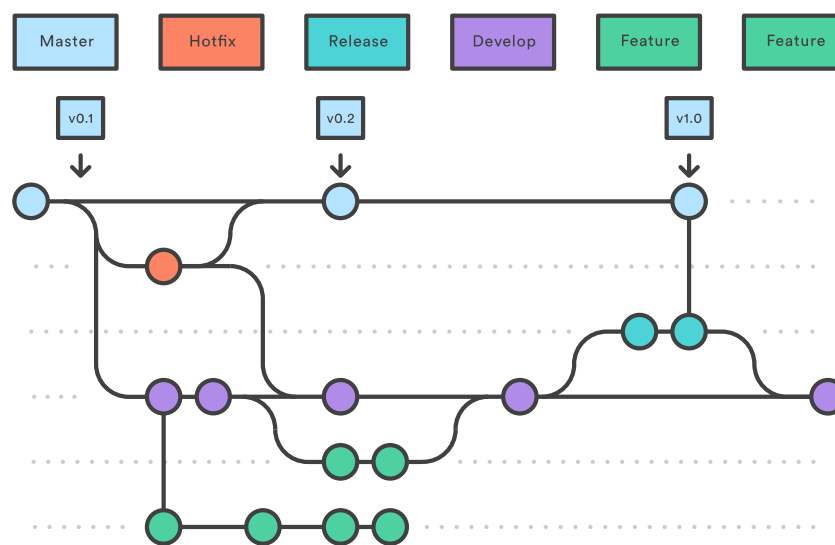 Master
Hotfix
Release
Develop
Feature
Feature
v0.1
v0.2
v1.0